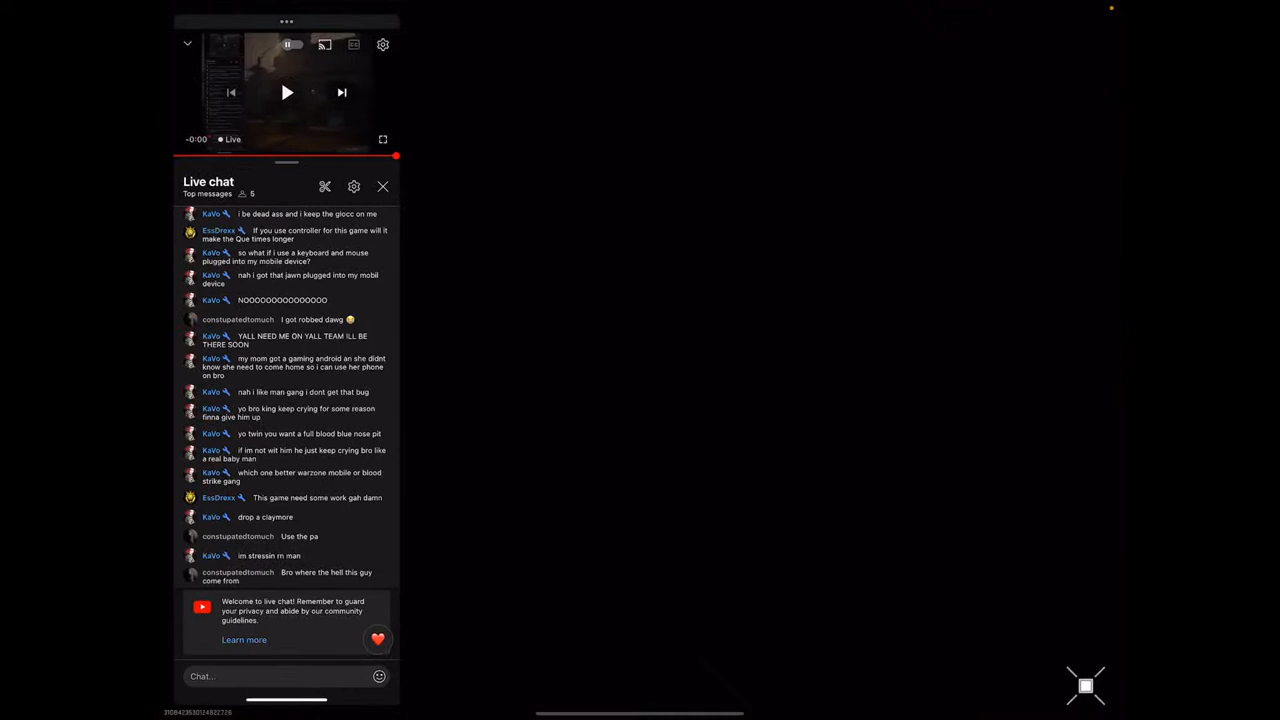 CC
-0:00 Live
Live chat
Top messages 5
KaVo i be dead ass and i keep the glocc on me
EssDrexx If you use controller for this game will it
make the Que times longer
KaVo so what if i use a keyboard and mouse
plugged into my mobile device?
KaVo nah i got that jawn plugged into my mobil
device
KaVo NOOOOOOOOOOOOOOO
constupatedtomuch I got robbed dawg 😂
KaVo YALL NEED ME ON YALL TEAM ILL BE
THERE SOON
KaVo my mom got a gaming android an she didnt
know she need to come home so i can use her phone
on bro
KaVo nah i like man gang i dont get that bug
KaVo yo bro king keep crying for some reason
finna give him up
KaVo yo twin you want a full blood blue nose pit
KaVo if im not wit him he just keep crying bro like
a real baby man
KaVo which one better warzone mobile or blood
strike gang
EssDrexx This game need some work gah damn
KaVo drop a claymore
constupatedtomuch Use the pa
KaVo im stressin rn man
constupatedtomuch Bro where the hell this guy
come from
Welcome to live chat! Remember to guard
your privacy and abide by our community
guidelines.
Learn more
Chat...